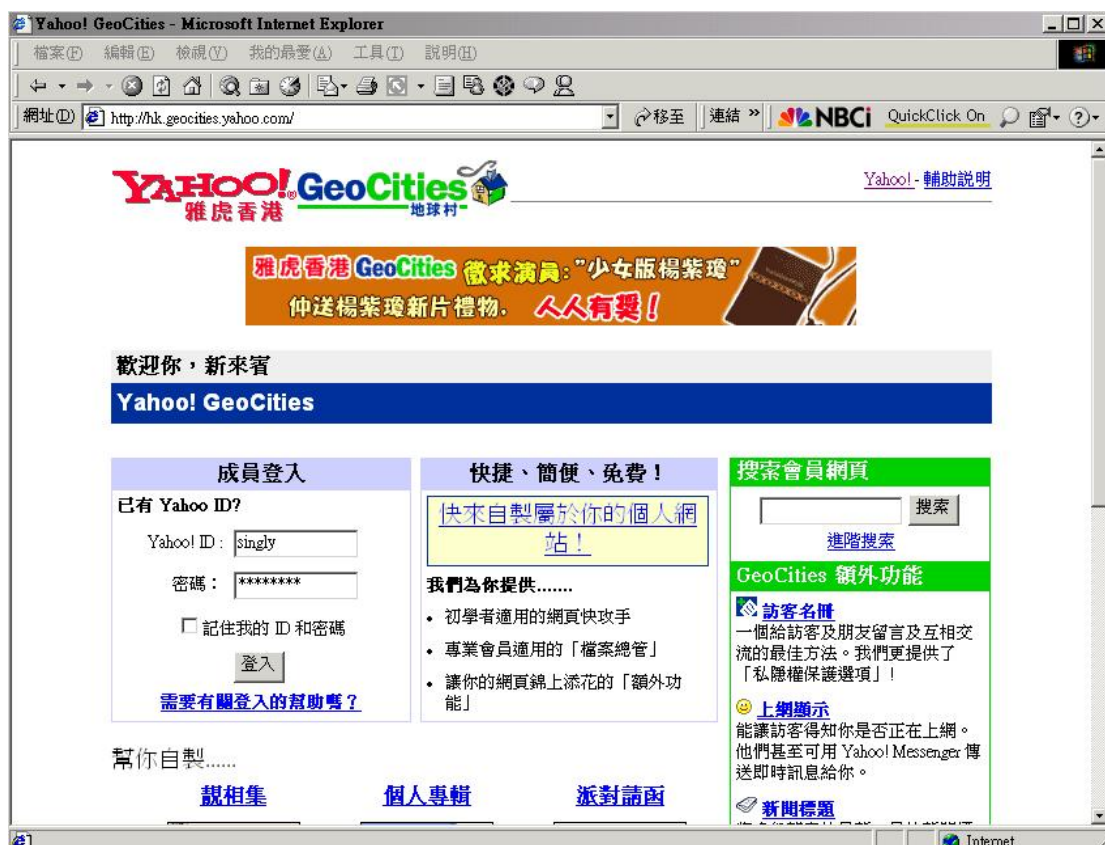 Yahoo! GeoCities - Microsoft Internet Explorer
檔案(F) 編輯(E) 檢視(V) 我的最愛(A) 工具(T) 說明(H)
網址(D) http://hk.geocities.yahoo.com/ 移至 連結 » NBCi QuickClick On
YAHOO! GeoCities
雅虎香港 地球村
Yahoo! - 輔助說明
雅虎香港 GeoCities 徵求演員:"少女版楊紫瓊"
仲送楊紫瓊新片禮物. 人人有獎!
歡迎你,新來賓
Yahoo! GeoCities
成員登入
已有 Yahoo ID?
Yahoo! ID : singly
密碼: ********
記住我的 ID 和密碼
登入
需要有關登入的幫助嗎?
快捷、簡便、免費!
快來自製屬於你的個人網
站!
我們為你提供.......
• 初學者適用的網頁快攻手
• 專業會員適用的「檔案總管」
• 讓你的網頁錦上添花的「額外功
能」
搜索會員網頁
搜索
進階搜索
GeoCities 額外功能
訪客名冊
一個給訪客及朋友留言及互相交
流的最佳方法。我們更提供了
「私隱權保護選項」!
上網顯示
能讓訪客得知你是否正在上網。
他們甚至可用 Yahoo! Messenger 傳
送即時訊息給你。
新聞標題
幫你自製......
靚相集 個人專輯 派對請函
Internet